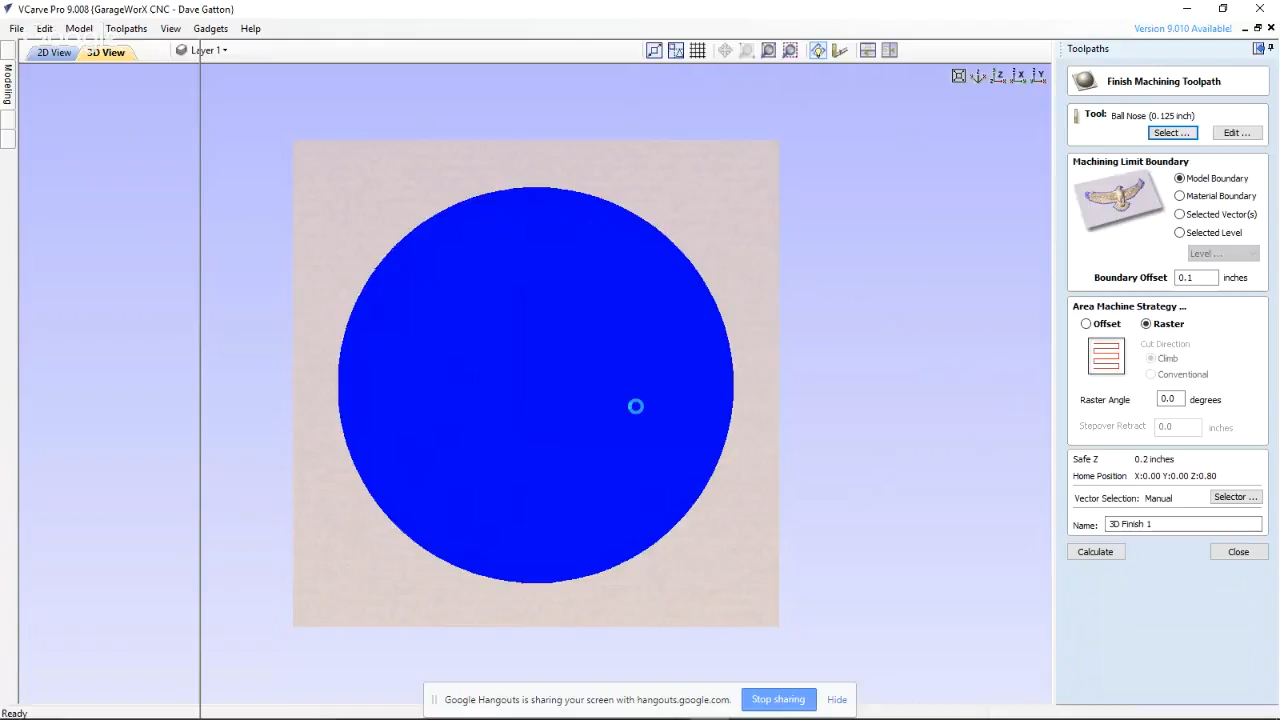 VCarve Pro 9.008 {GarageWorX CNC - Dave Gatton}
File Edit Model Toolpaths View Gadgets Help
Version 9.010 Available!
2D View 3D View Layer 1
Toolpaths
Modeling
Z X Y
Finish Machining Toolpath
Tool: Ball Nose (0.125 inch)
Select ... Edit ...
Machining Limit Boundary
Model Boundary
Material Boundary
Selected Vector(s)
Selected Level
Level ...
Boundary Offset 0.1 inches
Area Machine Strategy ...
Offset Raster
Cut Direction
Climb
Conventional
Raster Angle 0.0 degrees
Stepover Retract 0.0 inches
Safe Z 0.2 inches
Home Position X:0.00 Y:0.00 Z:0.80
Vector Selection: Manual Selector ...
Name: 3D Finish 1
Calculate Close
Google Hangouts is sharing your screen with hangouts.google.com. Stop sharing Hide
Ready